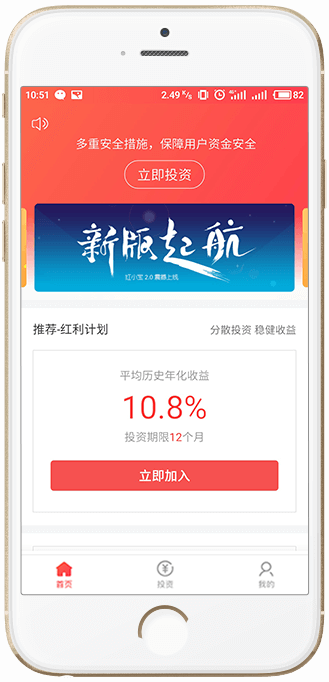 10:51 2.49 K/s 4G 82
多重安全措施，保障用户资金安全
立即投资
新版起航
红小宝 2.0 震撼上线
推荐-红利计划 分散投资 稳健收益
平均历史年化收益
10.8%
投资期限12个月
立即加入
首页 投资 我的